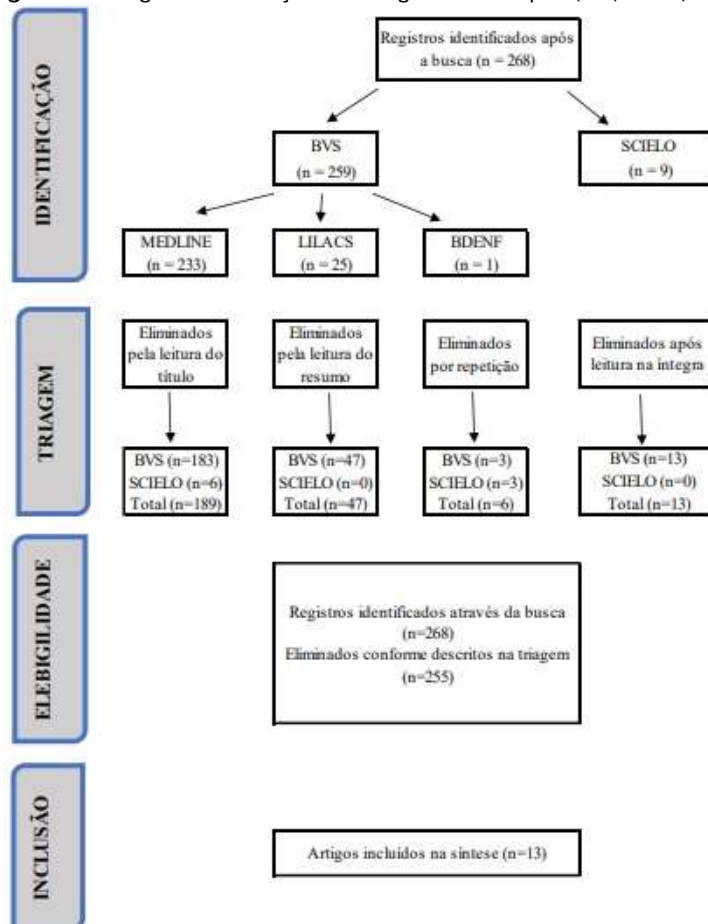 IDENTIFICAÇÃO
Registros identificados após
a busca (n = 268)
BVS
(n = 259)
SCIELO
(n = 9)
MEDLINE
(n = 233)
LILACS
(n = 25)
BDENF
(n = 1)
TRIAGEM
Eliminados
pela leitura do
título
Eliminados
pela leitura do
resumo
Eliminados
por repetição
Eliminados após
leitura na íntegra
BVS (n=183)
SCIELO (n=6)
Total (n=189)
BVS (n=47)
SCIELO (n=0)
Total (n=47)
BVS (n=3)
SCIELO (n=3)
Total (n=6)
BVS (n=13)
SCIELO (n=0)
Total (n=13)
ELEBIGILIDADE
Registros identificados através da busca
(n=268)
Eliminados conforme descritos na triagem
(n=255)
INCLUSÃO
Artigos incluídos na síntese (n=13)